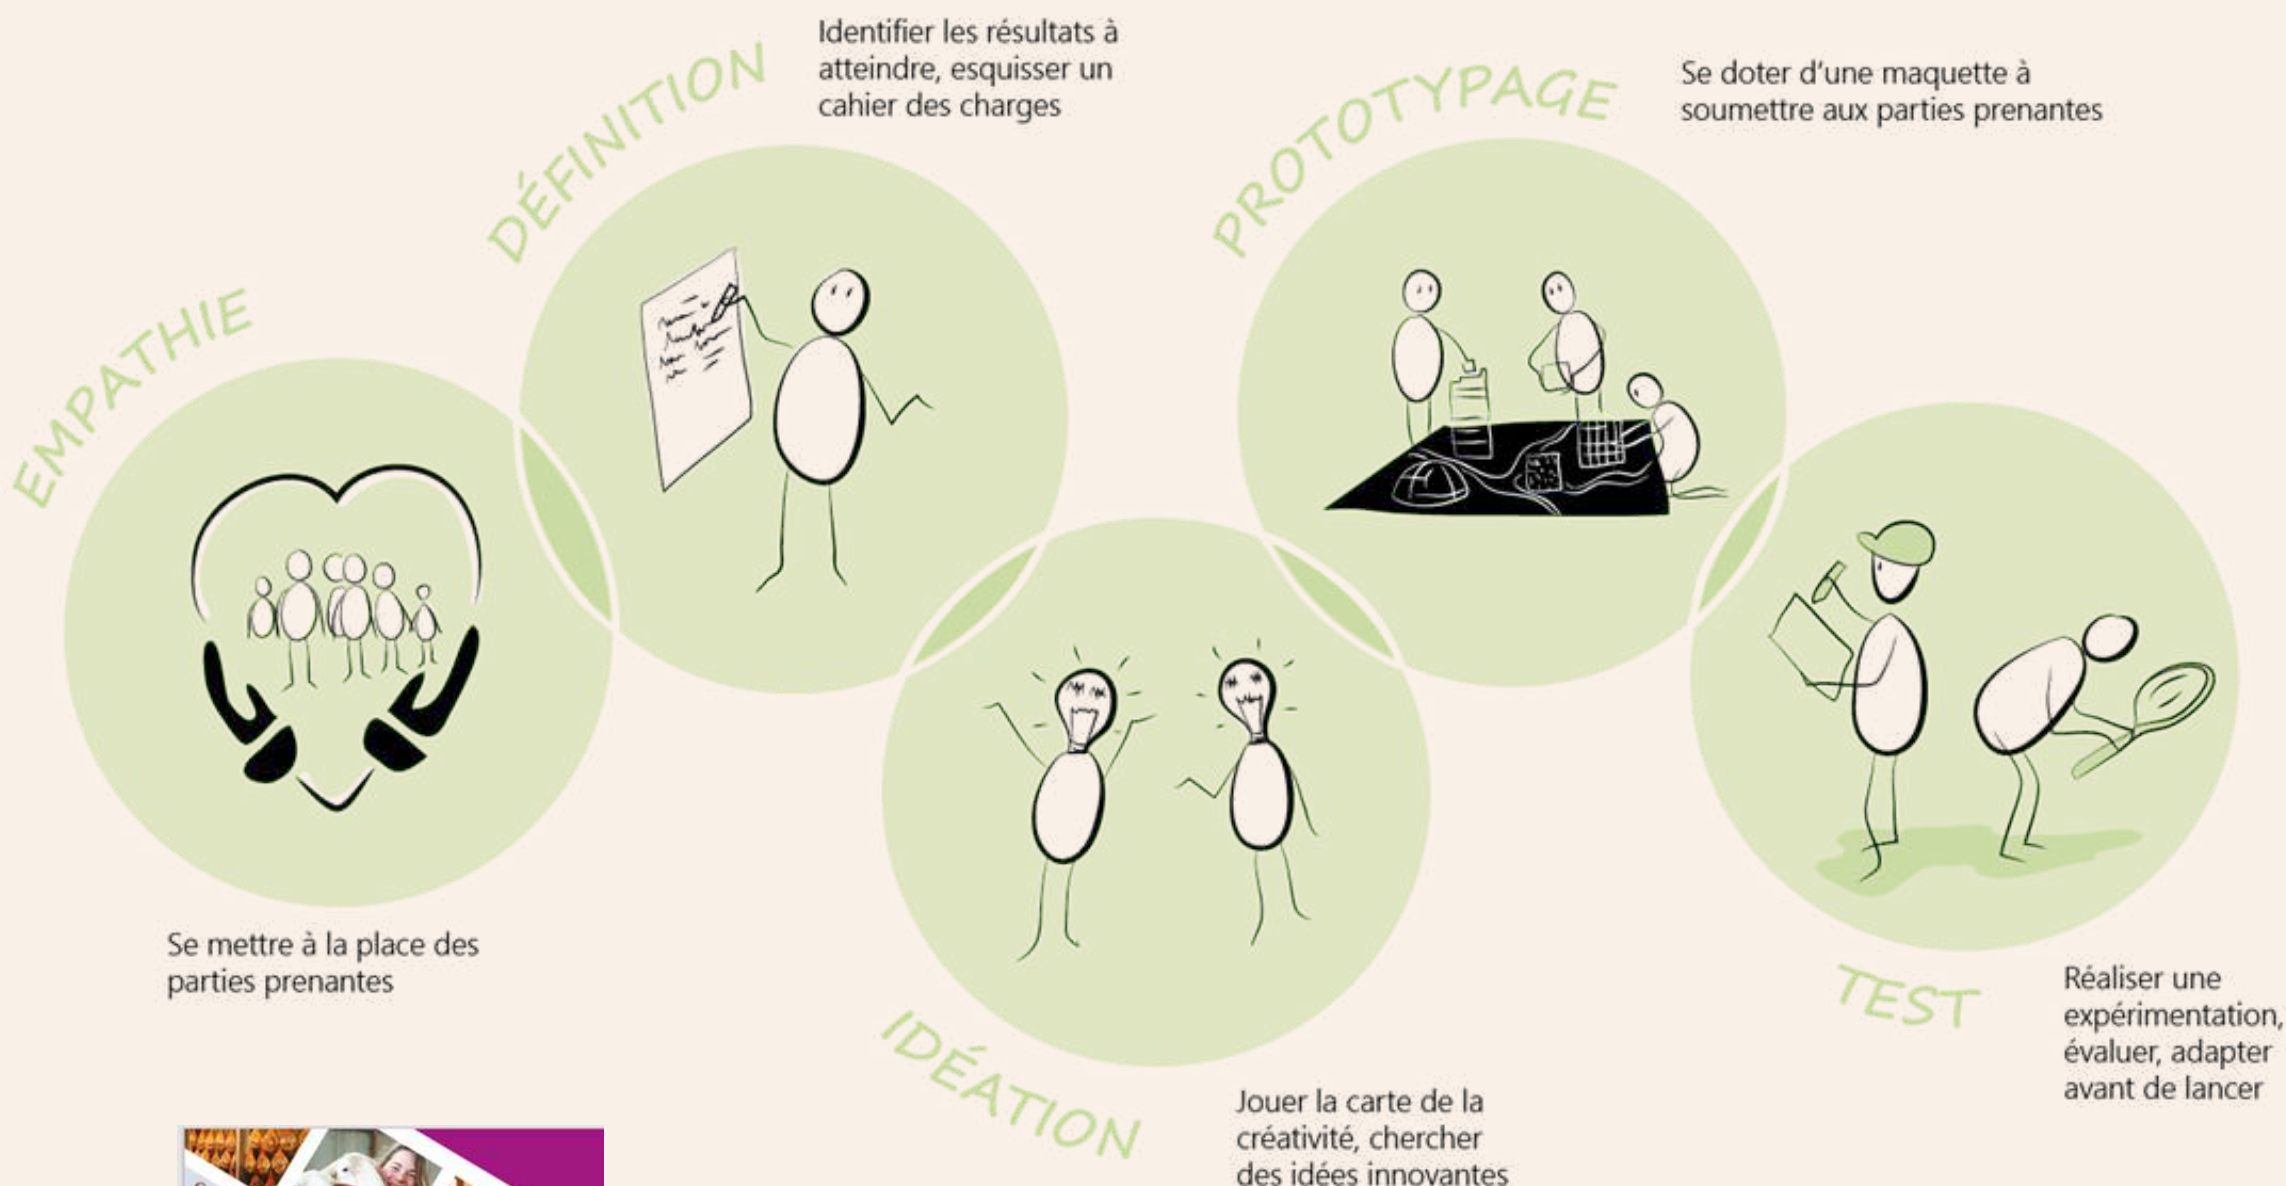 EMPATHIE
Se mettre à la place des
parties prenantes
DÉFINITION
Identifier les résultats à
atteindre, esquisser un
cahier des charges
IDÉATION
Jouer la carte de la
créativité, chercher
des idées innovantes
PROTOTYPAGE
Se doter d'une maquette à
soumettre aux parties prenantes
TEST
Réaliser une
expérimentation,
évaluer, adapter
avant de lancer